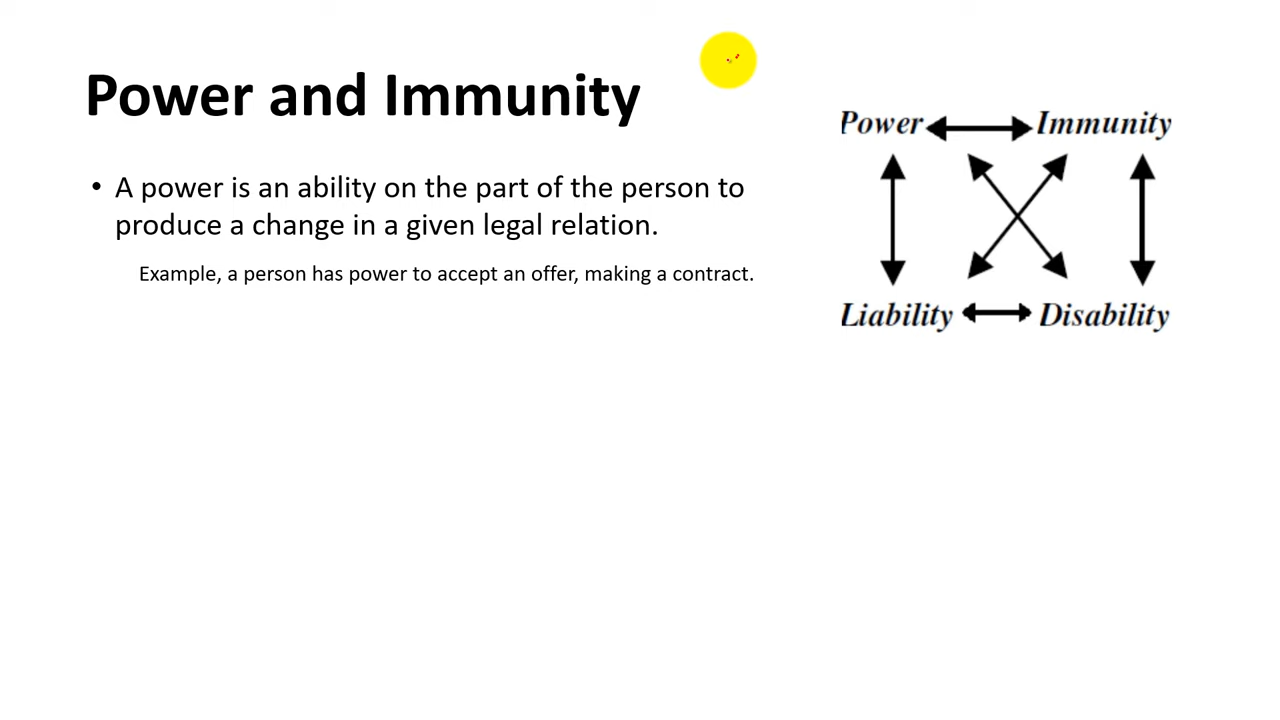 Power and Immunity
• A power is an ability on the part of the person to
produce a change in a given legal relation.
Example, a person has power to accept an offer, making a contract.
Power Immunity
Liability Disability